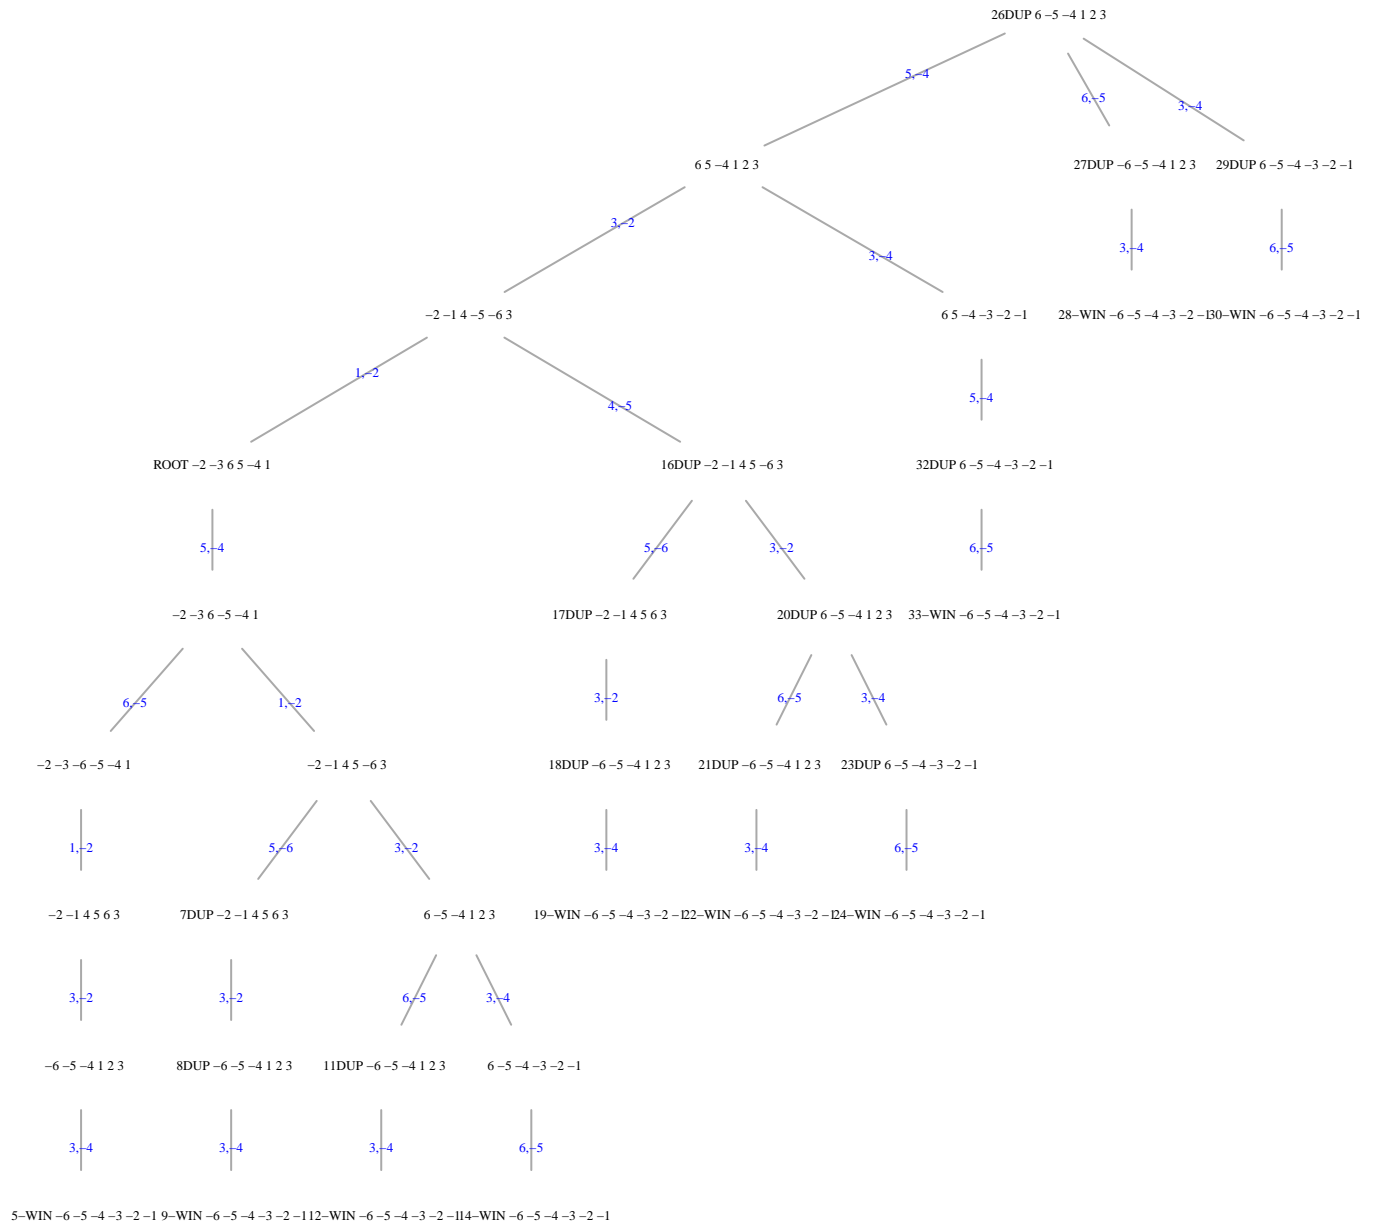 26DUP 6 −5 −4 1 2 3
5,−4
6,−5
3,−4
6 5 −4 1 2 3
27DUP −6 −5 −4 1 2 3
29DUP 6 −5 −4 −3 −2 −1
3,−2
3,−4
3,−4
6,−5
−2 −1 4 −5 −6 3
6 5 −4 −3 −2 −1
28−WIN −6 −5 −4 −3 −2 −1
30−WIN −6 −5 −4 −3 −2 −1
1,−2
4,−5
5,−4
ROOT −2 −3 6 5 −4 1
16DUP −2 −1 4 5 −6 3
32DUP 6 −5 −4 −3 −2 −1
5,−4
5,−6
3,−2
6,−5
−2 −3 6 −5 −4 1
17DUP −2 −1 4 5 6 3
20DUP 6 −5 −4 1 2 3
33−WIN −6 −5 −4 −3 −2 −1
6,−5
1,−2
3,−2
6,−5
3,−4
−2 −3 −6 −5 −4 1
−2 −1 4 5 −6 3
18DUP −6 −5 −4 1 2 3
21DUP −6 −5 −4 1 2 3
23DUP 6 −5 −4 −3 −2 −1
1,−2
5,−6
3,−2
3,−4
3,−4
6,−5
−2 −1 4 5 6 3
7DUP −2 −1 4 5 6 3
6 −5 −4 1 2 3
19−WIN −6 −5 −4 −3 −2 −1
22−WIN −6 −5 −4 −3 −2 −1
24−WIN −6 −5 −4 −3 −2 −1
3,−2
3,−2
6,−5
3,−4
−6 −5 −4 1 2 3
8DUP −6 −5 −4 1 2 3
11DUP −6 −5 −4 1 2 3
6 −5 −4 −3 −2 −1
3,−4
3,−4
3,−4
6,−5
5−WIN −6 −5 −4 −3 −2 −1
9−WIN −6 −5 −4 −3 −2 −1
12−WIN −6 −5 −4 −3 −2 −1
14−WIN −6 −5 −4 −3 −2 −1